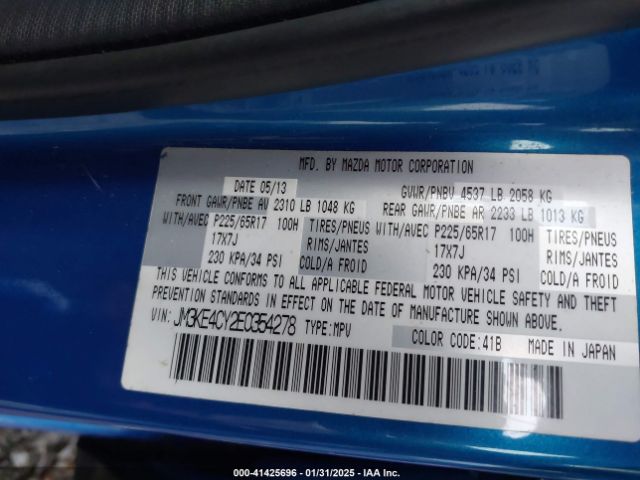 MFD. BY MAZDA MOTOR CORPORATION
DATE 05/13 GVWR/PNBV 4537 LB 2058 KG
FRONT GAWR/PNBE AV 2310 LB 1048 KG REAR GAWR/PNBE AR 2233 LB 1013 KG
WITH/AVEC P225/65R17 100H TIRES/PNEUS WITH/AVEC P225/65R17 100H TIRES/PNEUS
17X7J RIMS/JANTES 17X7J RIMS/JANTES
230 KPA/34 PSI COLD/A FROID 230 KPA/34 PSI COLD/A FROID
THIS VEHICLE CONFORMS TO ALL APPLICABLE FEDERAL MOTOR VEHICLE SAFETY AND THEFT
PREVENTION STANDARDS IN EFFECT ON THE DATE OF MANUFACTURE SHOWN ABOVE.
VIN: JM3KE4CY2E0354278 TYPE: MPV COLOR CODE: 41B MADE IN JAPAN
000-41425696 - 01/31/2025 - IAA Inc.